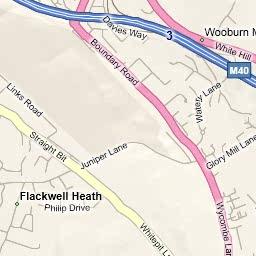 Davies Way
3
Wooburn M
White Hill
M40
Boundary Road
Links Road
Watery Lane
Straight Bit
Juniper Lane
Glory Mill Lane
Flackwell Heath
Philip Drive
Whitepit L
Wycombe Lan